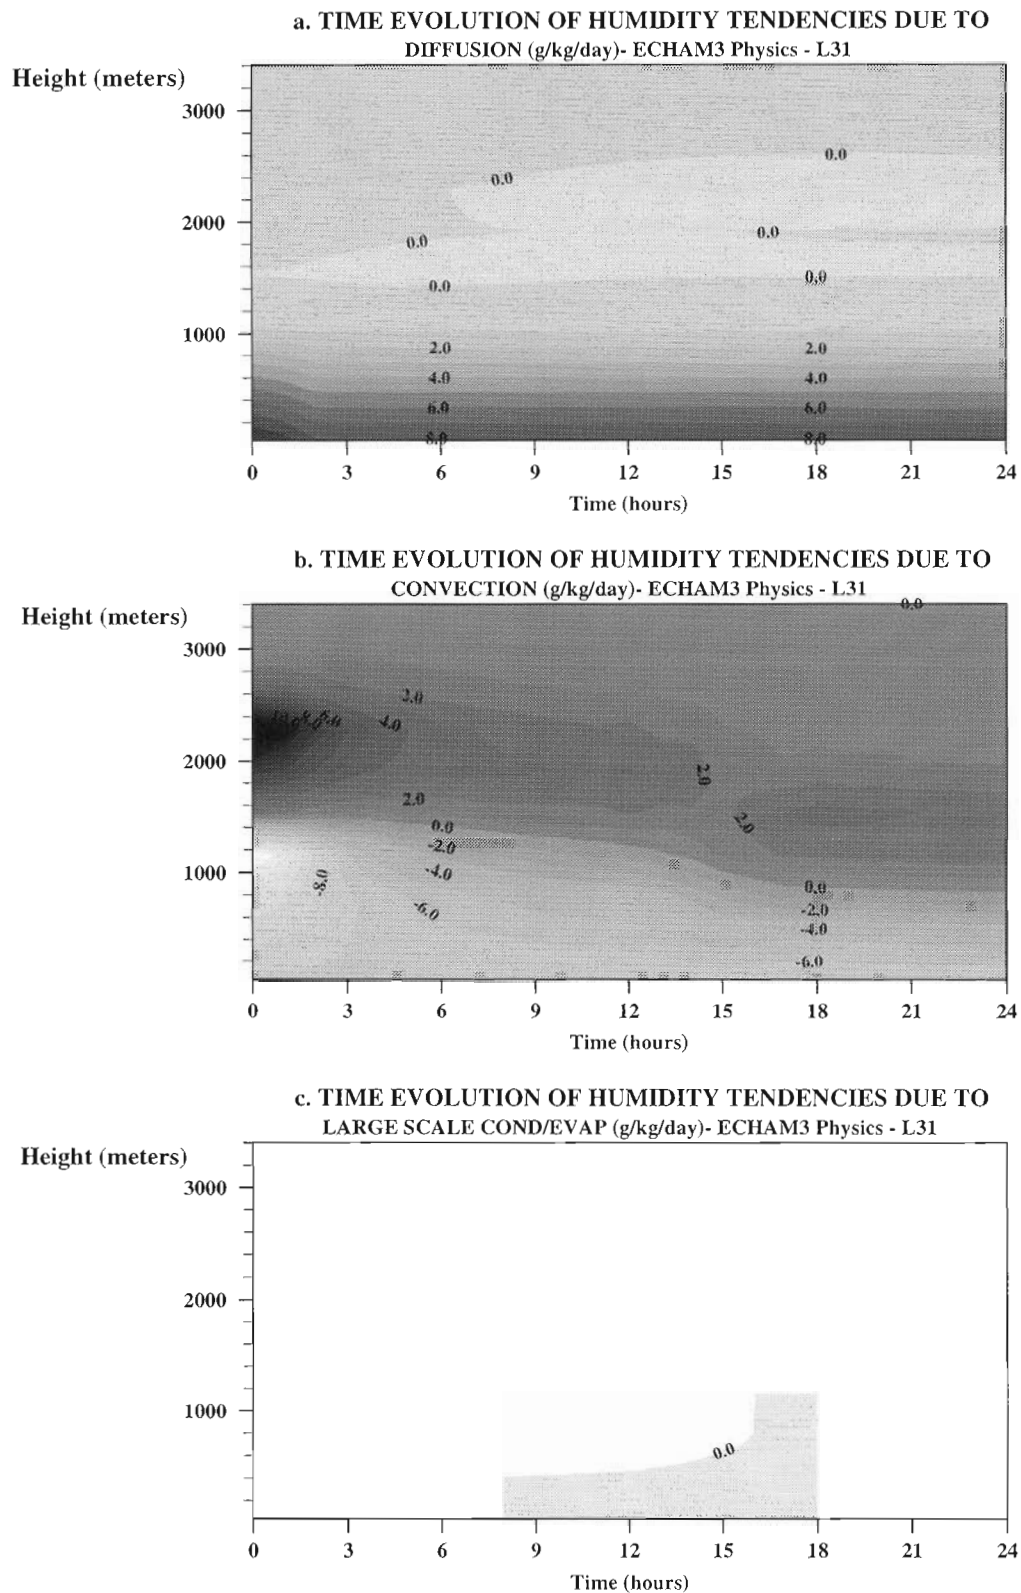 a. TIME EVOLUTION OF HUMIDITY TENDENCIES DUE TO
DIFFUSION (g/kg/day)- ECHAM3 Physics - L31
Height (meters)
3000
0.0
0.0
2000
0.0
0.0
0.0
0.0
1000
2.0
2.0
4.0
4.0
6.0
6.0
8.0
8.0
0 3 6 9 12 15 18 21 24
Time (hours)
b. TIME EVOLUTION OF HUMIDITY TENDENCIES DUE TO
CONVECTION (g/kg/day)- ECHAM3 Physics - L31
Height (meters)
0.0
3000
2.0
4.0
2000
2.0
2.0
2.0
0.0
-2.0
1000
-4.0
-8.0
0.0
-6.0
-2.0
-4.0
-6.0
0 3 6 9 12 15 18 21 24
Time (hours)
c. TIME EVOLUTION OF HUMIDITY TENDENCIES DUE TO
LARGE SCALE COND/EVAP (g/kg/day)- ECHAM3 Physics - L31
Height (meters)
3000
2000
1000
0.0
0 3 6 9 12 15 18 21 24
Time (hours)